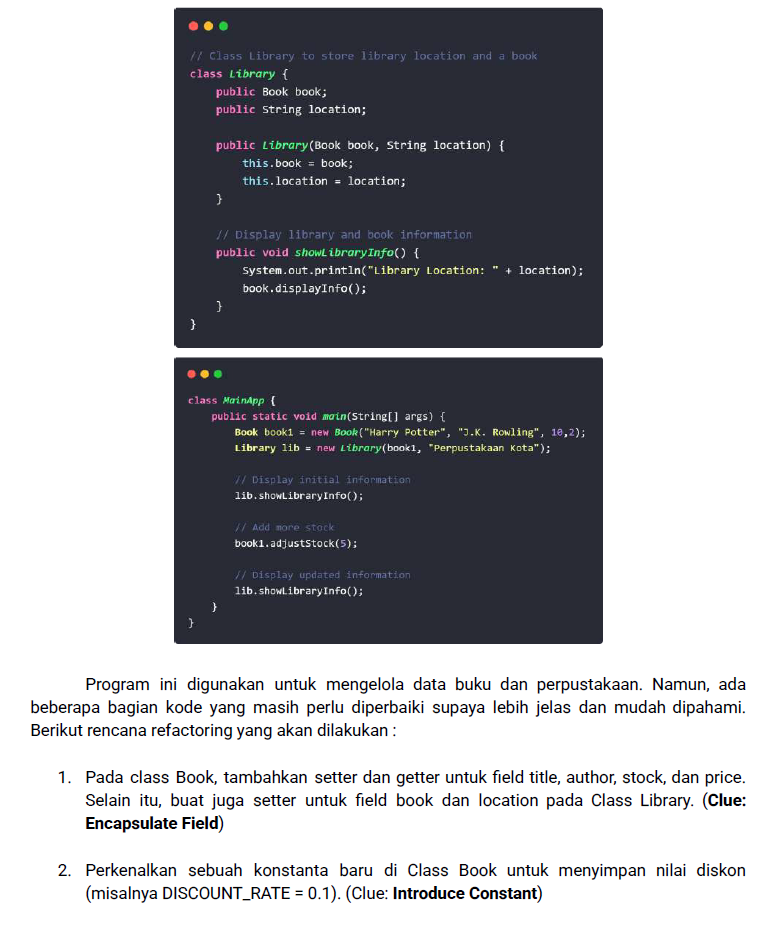 // Class Library to store library location and a book
class Library {
public Book book;
public String location;
public Library(Book book, String location) {
this.book = book;
this.location = location;
}
// Display library and book information
public void showLibraryInfo() {
System.out.println("Library Location: " + location);
book.displayInfo();
}
}
class MainApp {
public static void main(String[] args) {
Book book1 = new Book("Harry Potter", "J.K. Rowling", 10,2);
Library lib = new Library(book1, "Perpustakaan Kota");
// Display initial information
lib.showLibraryInfo();
// Add more stock
book1.adjustStock(5);
// Display updated information
lib.showLibraryInfo();
}
}
Program ini digunakan untuk mengelola data buku dan perpustakaan. Namun, ada
beberapa bagian kode yang masih perlu diperbaiki supaya lebih jelas dan mudah dipahami.
Berikut rencana refactoring yang akan dilakukan :
1. Pada class Book, tambahkan setter dan getter untuk field title, author, stock, dan price.
Selain itu, buat juga setter untuk field book dan location pada Class Library. (Clue:
Encapsulate Field)
2. Perkenalkan sebuah konstanta baru di Class Book untuk menyimpan nilai diskon
(misalnya DISCOUNT_RATE = 0.1). (Clue: Introduce Constant)